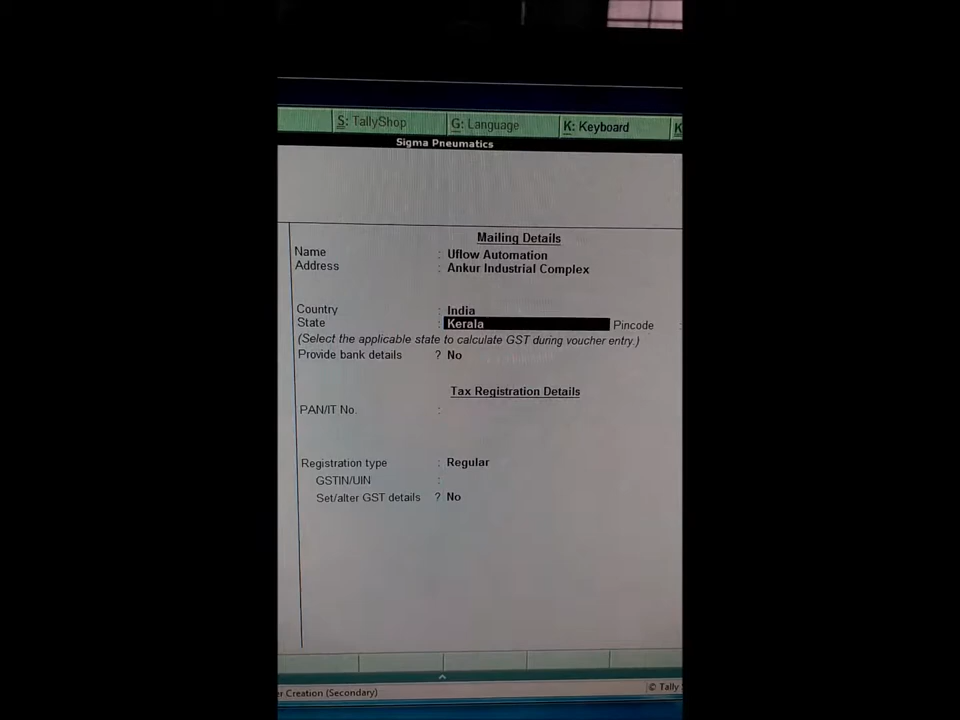 S: TallyShop G: Language K: Keyboard K
Sigma Pneumatics
Mailing Details
Name : Uflow Automation
Address : Ankur Industrial Complex
Country : India
State : Kerala Pincode :
(Select the applicable state to calculate GST during voucher entry.)
Provide bank details ? No
Tax Registration Details
PAN/IT No. :
Registration type : Regular
GSTIN/UIN :
Set/alter GST details ? No
er Creation (Secondary) © Tally